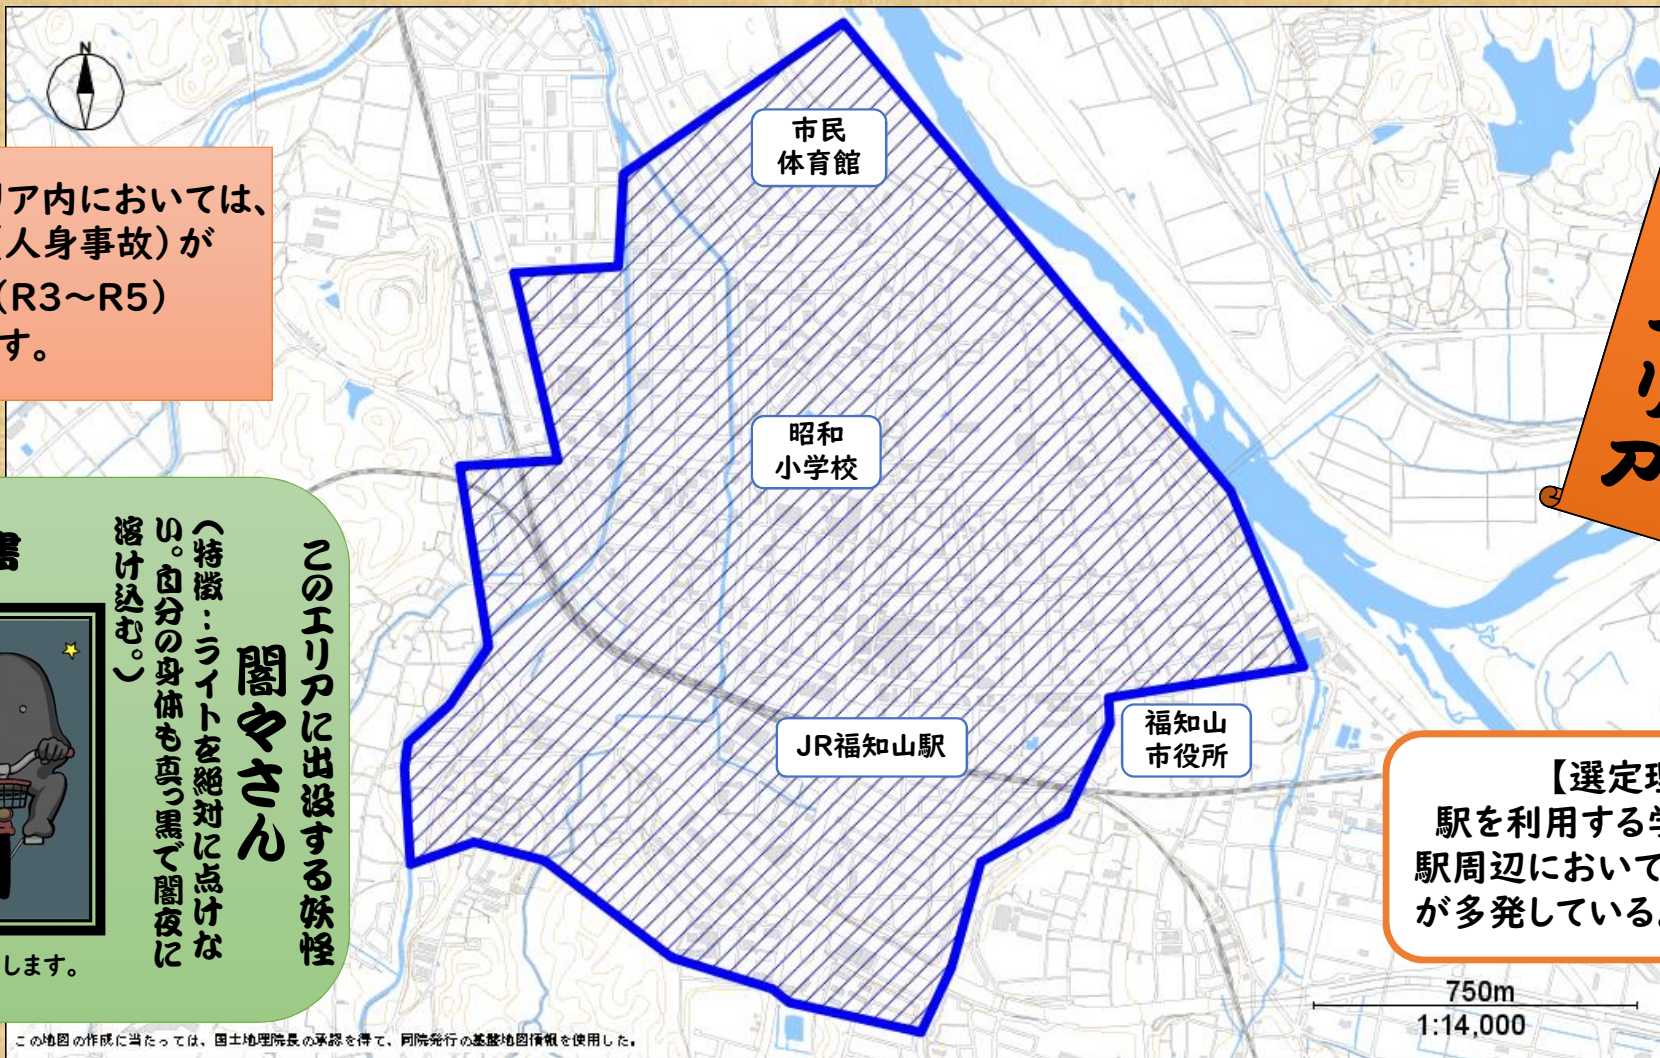 N
市民
体育館
リア内においては、
（人身事故）が
（R3～R5）
す。
リ
ア
昭和
小学校
このエリアに出没する妖怪
闇夕さん
（特徴：ライトを絶対に点けな
い。自分の身体も真っ黒で闇夜に
溶け込む。）
書
します。
JR福知山駅
福知山
市役所
【選定理
駅を利用する学
駅周辺において
が多発している。
750m
1:14,000
この地図の作成に当たっては、国土地理院長の承認を得て、同院発行の基盤地図情報を使用した。